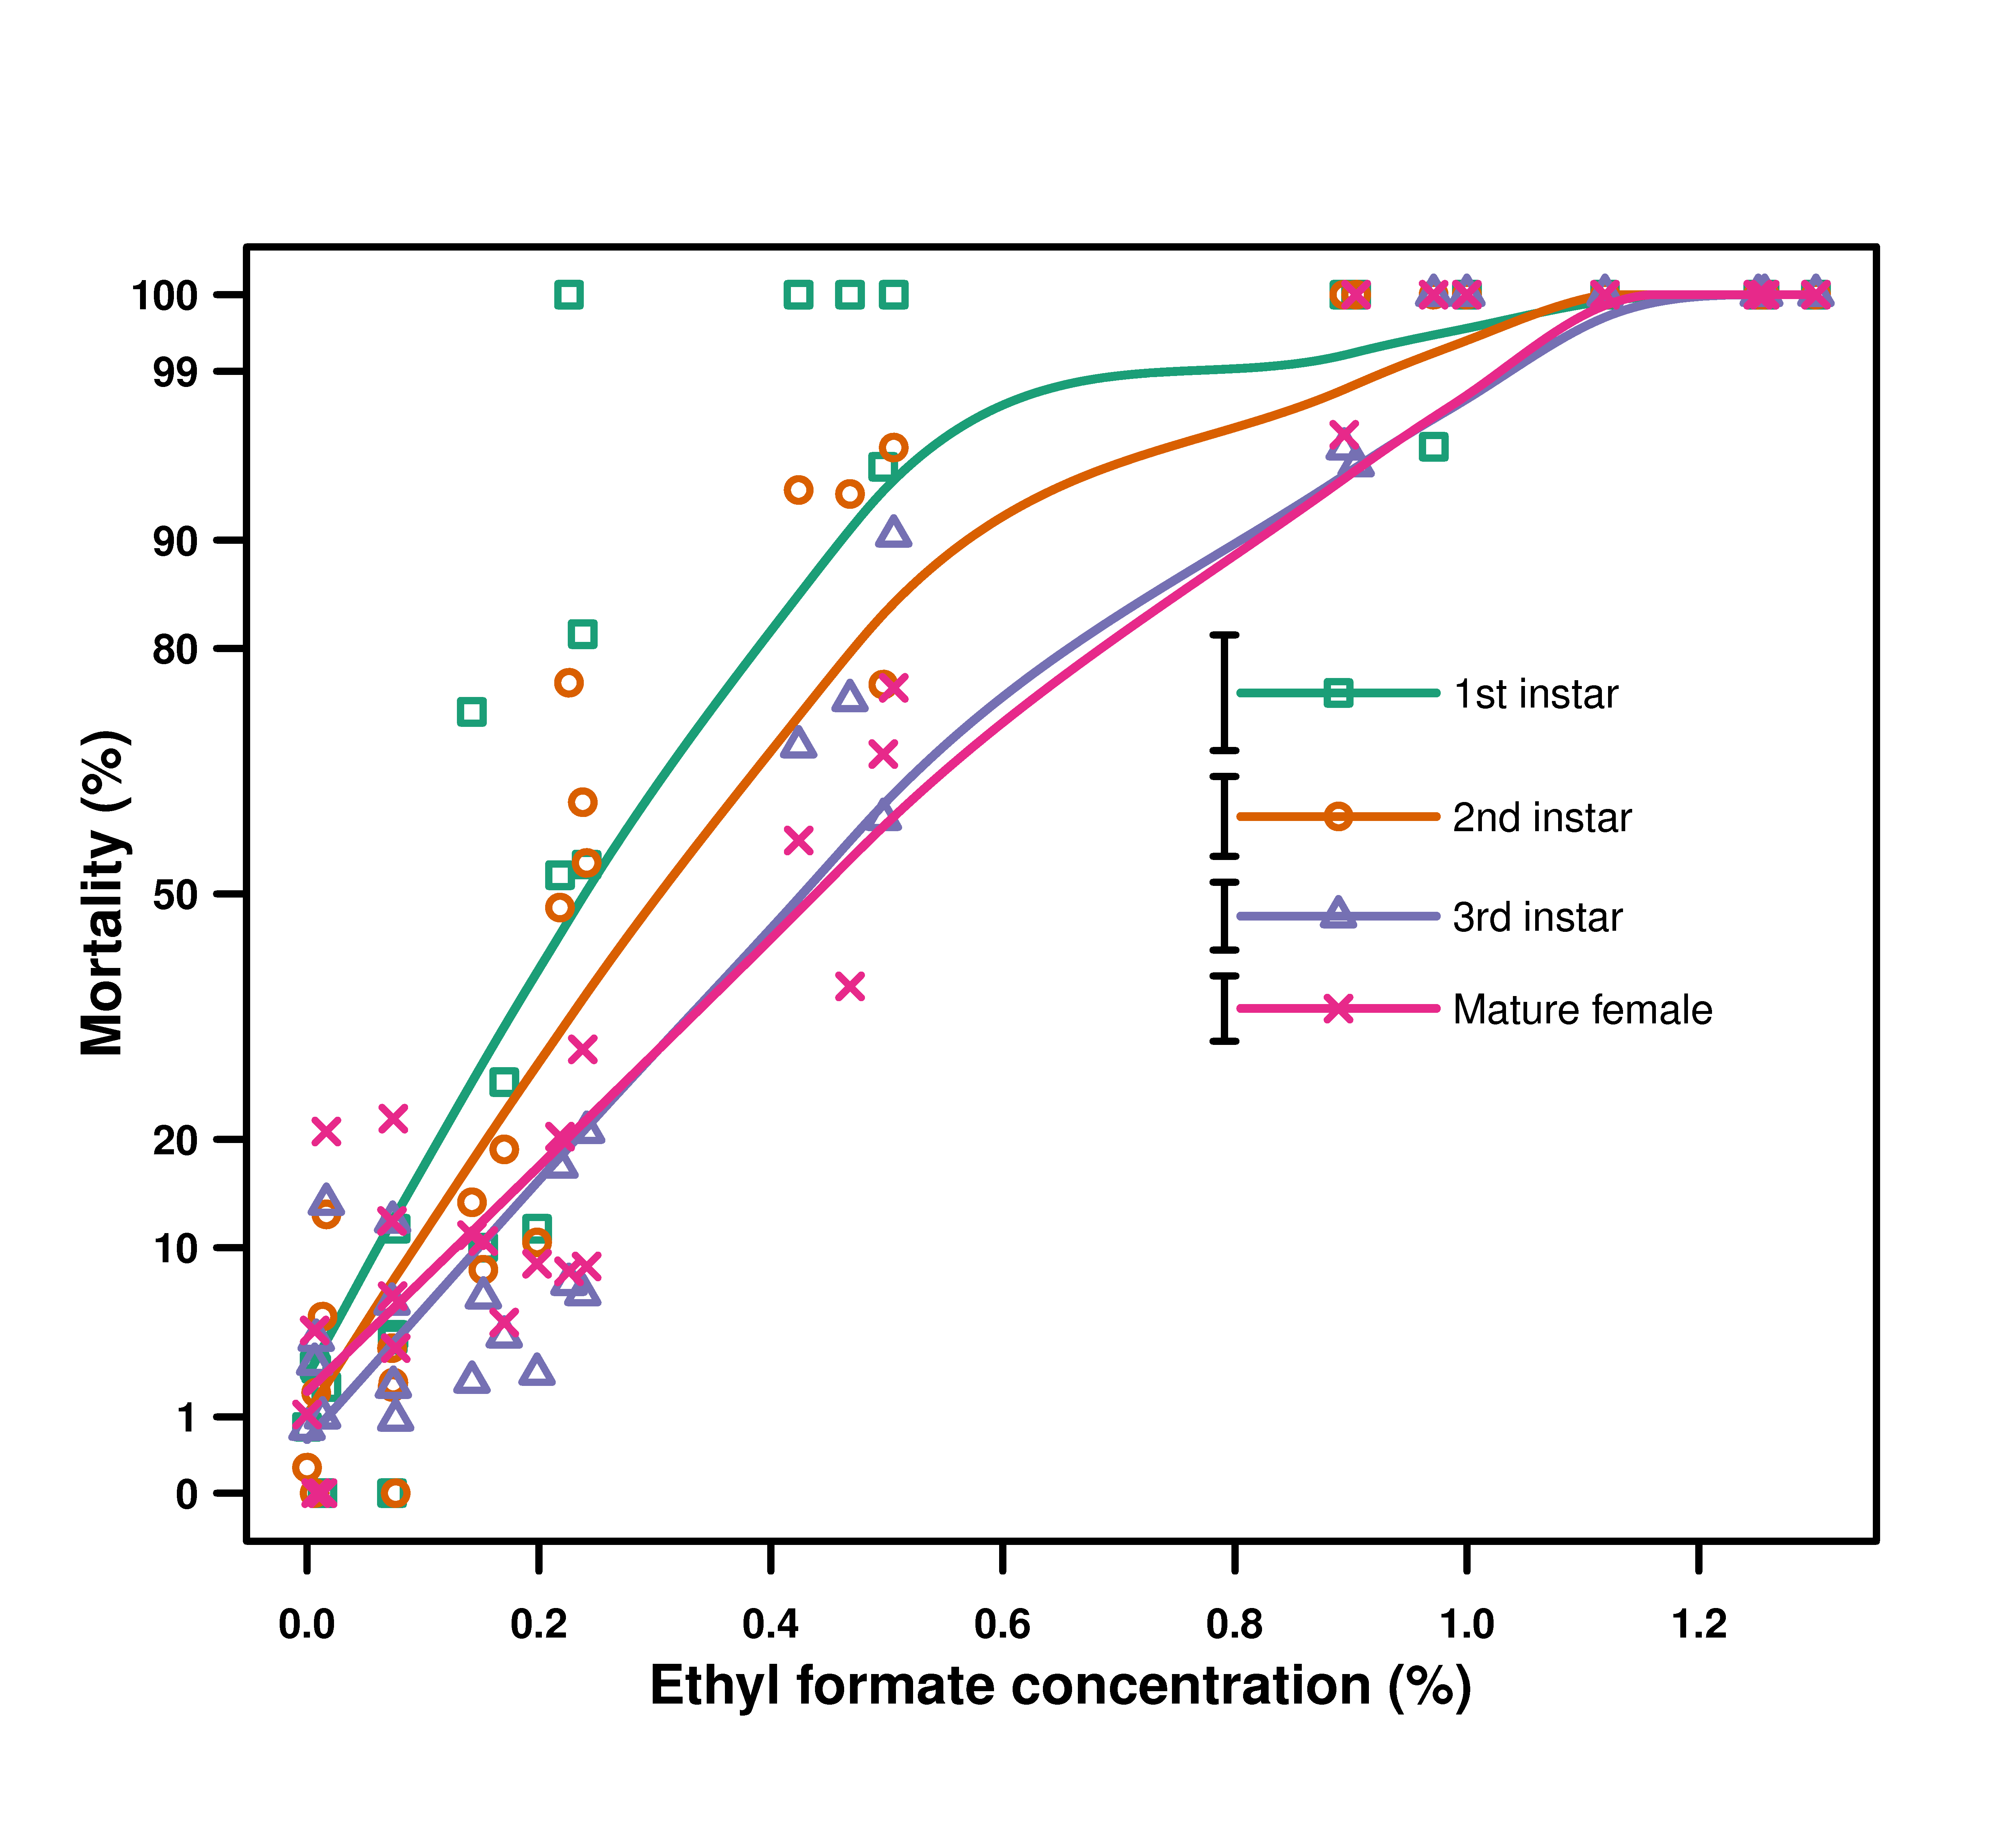 100
99
90
80
50
20
10
1
0
Mortality (%)
1st instar
2nd instar
3rd instar
Mature female
0.0 0.2 0.4 0.6 0.8 1.0 1.2
Ethyl formate concentration (%)